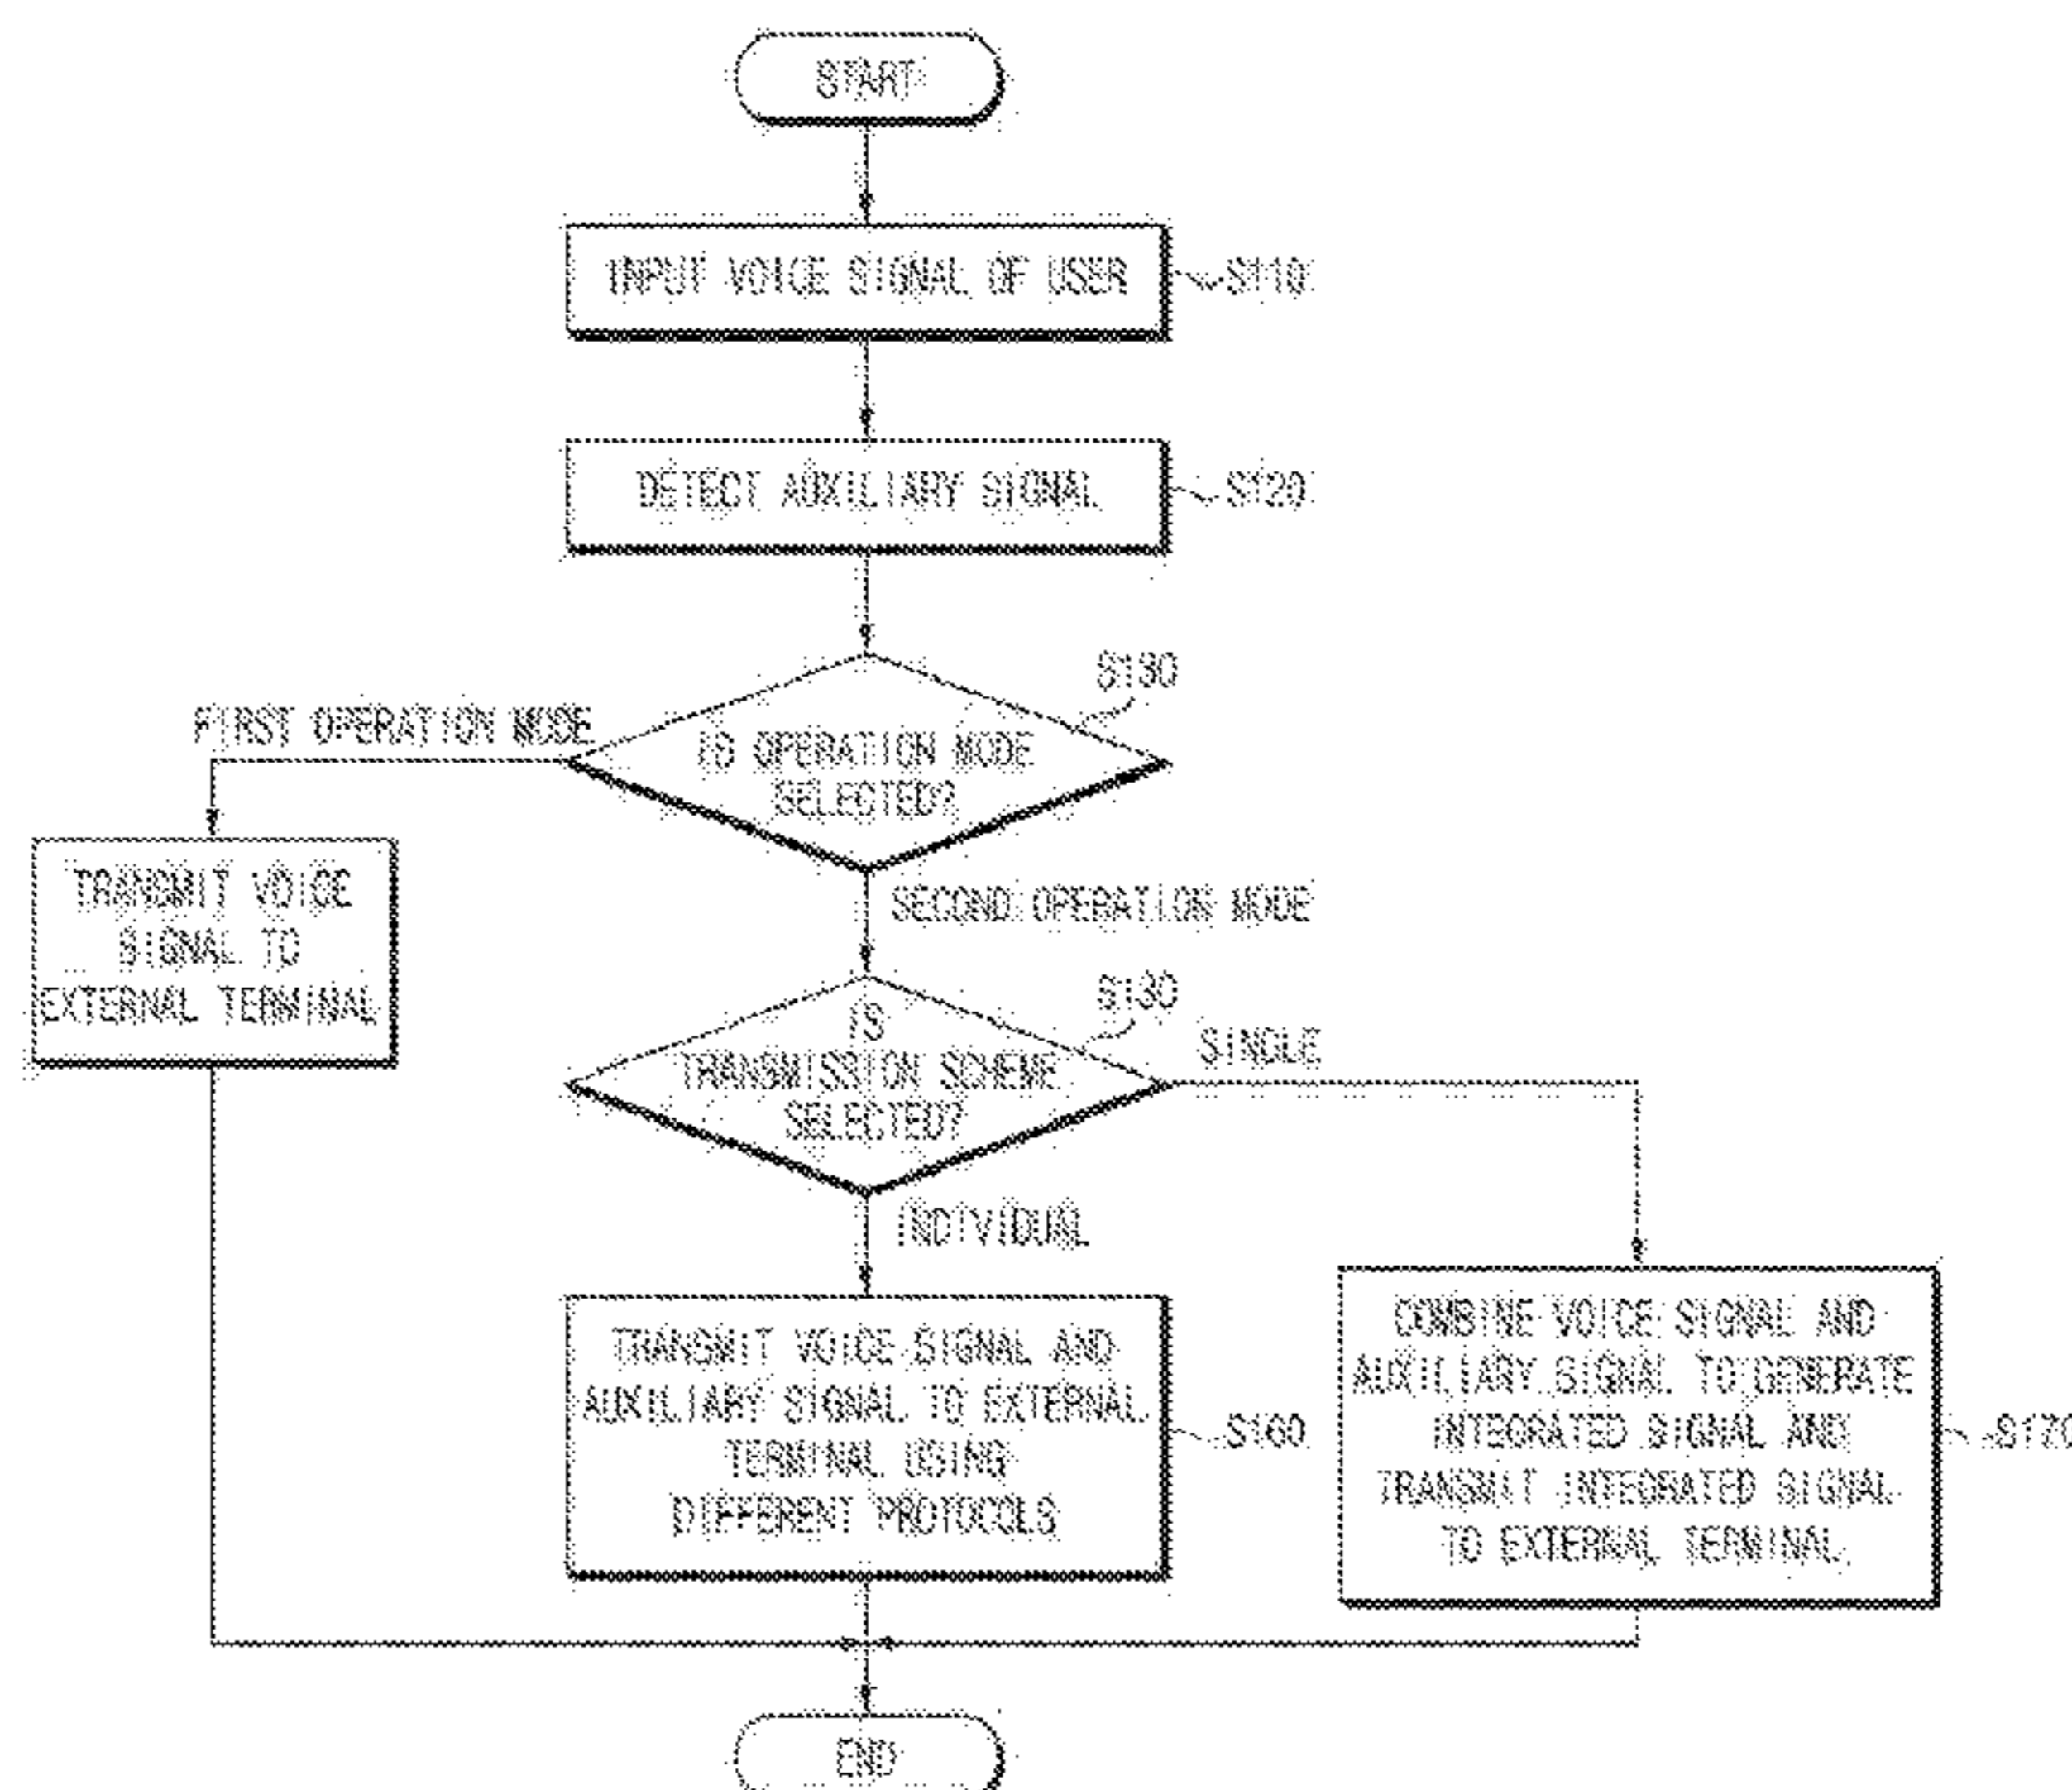 START
INPUT VOICE SIGNAL OF USER
S110
DETECT AUXILIARY SIGNAL
S120
S130
IS OPERATION MODE
SELECTED?
FIRST OPERATION MODE
TRANSMIT VOICE
SIGNAL TO
EXTERNAL TERMINAL
SECOND OPERATION MODE
S130
IS
TRANSMISSION SCHEME
SELECTED?
SINGLE
INDIVIDUAL
TRANSMIT VOICE SIGNAL AND
AUXILIARY SIGNAL TO EXTERNAL
TERMINAL USING
DIFFERENT PROTOCOLS
S160
COMBINE VOICE SIGNAL AND
AUXILIARY SIGNAL TO GENERATE
INTEGRATED SIGNAL AND
TRANSMIT INTEGRATED SIGNAL
TO EXTERNAL TERMINAL
S170
END